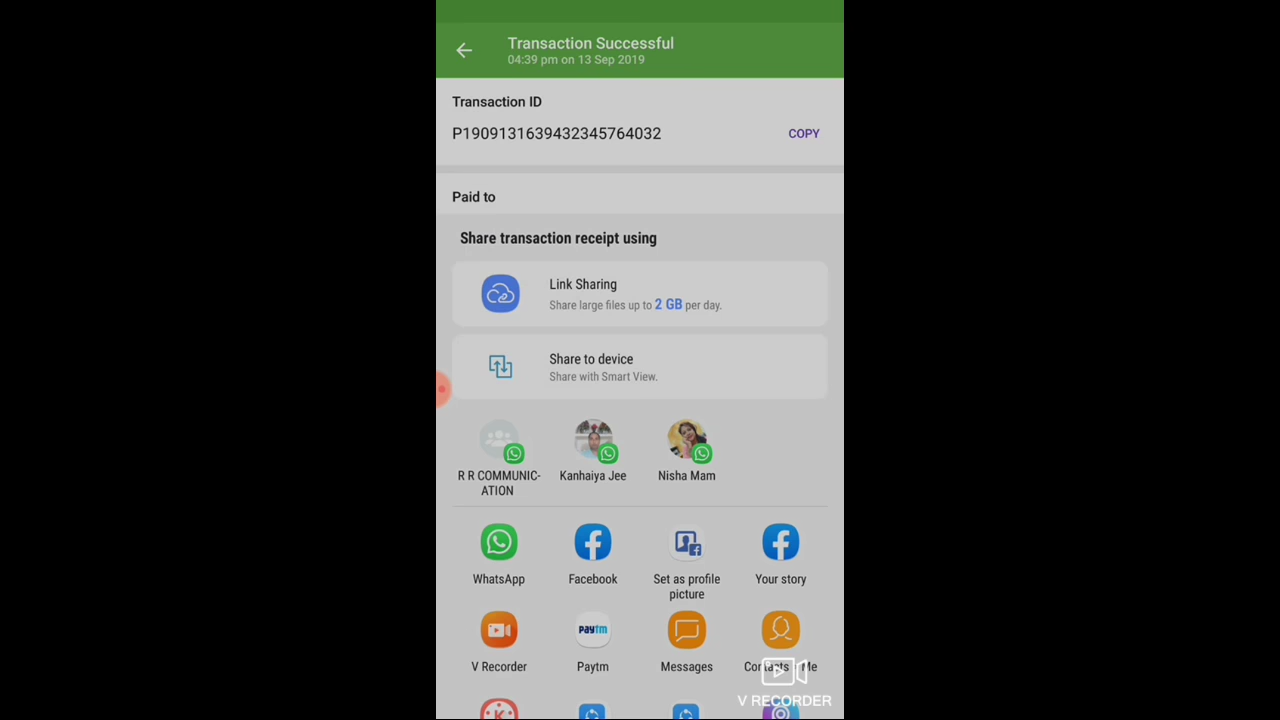 Transaction Successful
04:39 pm on 13 Sep 2019
Transaction ID
P1909131639432345764032
COPY
Paid to
Share transaction receipt using
Link Sharing
Share large files up to 2 GB per day.
Share to device
Share with Smart View.
R R COMMUNIC-
ATION
Kanhaiya Jee
Nisha Mam
WhatsApp
Facebook
Set as profile
picture
Your story
V Recorder
Paytm
Messages
Contacts - Me
V RECORDER